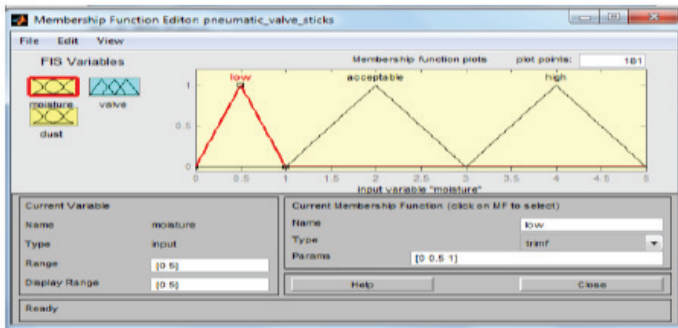 Membership Function Editor: pneumatic_valve_sticks
File Edit View
FIS Variables
moisture
valve
dust
Membership function plots
plot points:
181
low
acceptable
high
1
0.5
0
0 0.5 1 1.5 2 2.5 3 3.5 4 4.5 5
input variable "moisture"
Current Variable
Name moisture
Type input
Range [0 5]
Display Range [0 5]
Current Membership Function (click on MF to select)
Name low
Type trimf
Params [0 0.5 1]
Help
Close
Ready